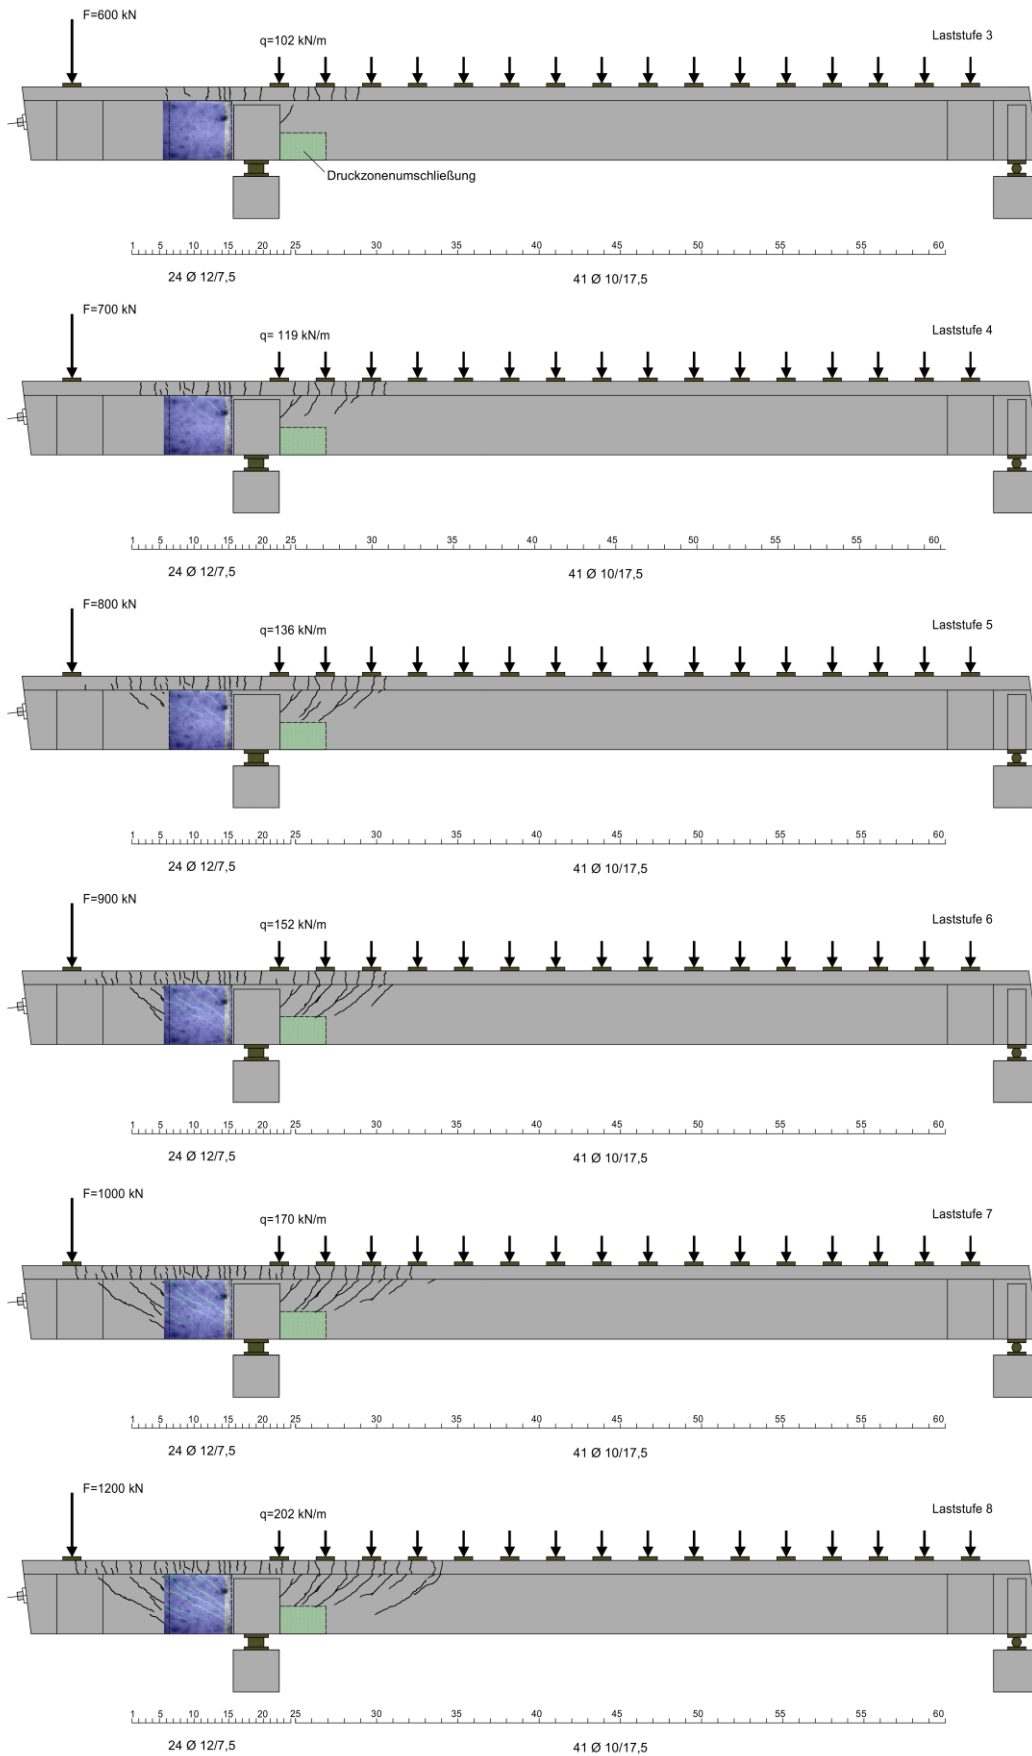 F=600 kN
q=102 kN/m
Laststufe 3
Druckzonenumschließung
1 5 10 15 20 25 30 35 40 45 50 55 55 60
24 Ø 12/7,5 41 Ø 10/17,5
F=700 kN
q= 119 kN/m
Laststufe 4
1 5 10 15 20 25 30 40 45 50 55 55 60
24 Ø 12/7,5 41 Ø 10/17,5
F=800 kN
q=136 kN/m
Laststufe 5
1 5 10 15 20 25 30 35 40 45 50 55 55 60
24 Ø 12/7,5 41 Ø 10/17,5
F=900 kN
q=152 kN/m
Laststufe 6
1 5 10 15 20 25 30 35 40 45 50 55 55 60
24 Ø 12/7,5 41 Ø 10/17,5
F=1000 kN
q=170 kN/m
Laststufe 7
1 5 10 15 20 25 30 35 40 45 50 55 55 60
24 Ø 12/7,5 41 Ø 10/17,5
F=1200 kN
q=202 kN/m
Laststufe 8
1 5 10 15 20 25 30 35 40 45 50 55 55 60
24 Ø 12/7,5 41 Ø 10/17,5